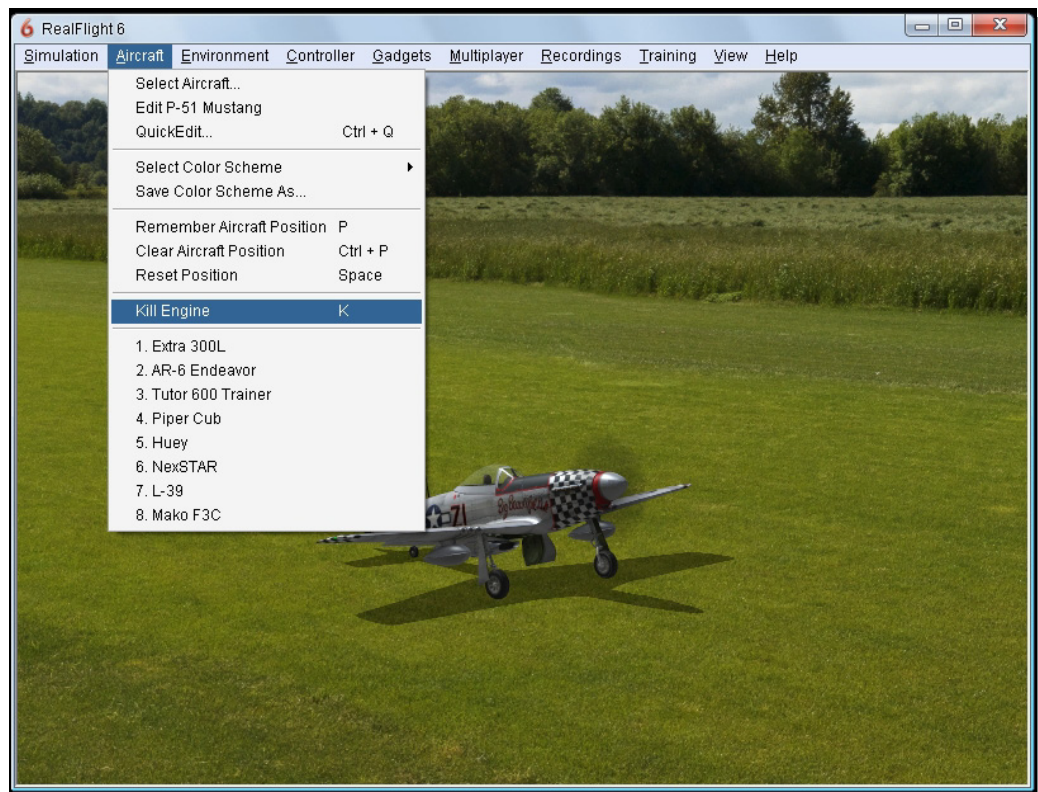 RealFlight 6
Simulation Aircraft Environment Controller Gadgets Multiplayer Recordings Training View Help
Select Aircraft...
Edit P-51 Mustang
QuickEdit... Ctrl + Q
Select Color Scheme
Save Color Scheme As...
Remember Aircraft Position P
Clear Aircraft Position Ctrl + P
Reset Position Space
Kill Engine K
1. Extra 300L
2. AR-6 Endeavor
3. Tutor 600 Trainer
4. Piper Cub
5. Huey
6. NexSTAR
7. L-39
8. Mako F3C
71